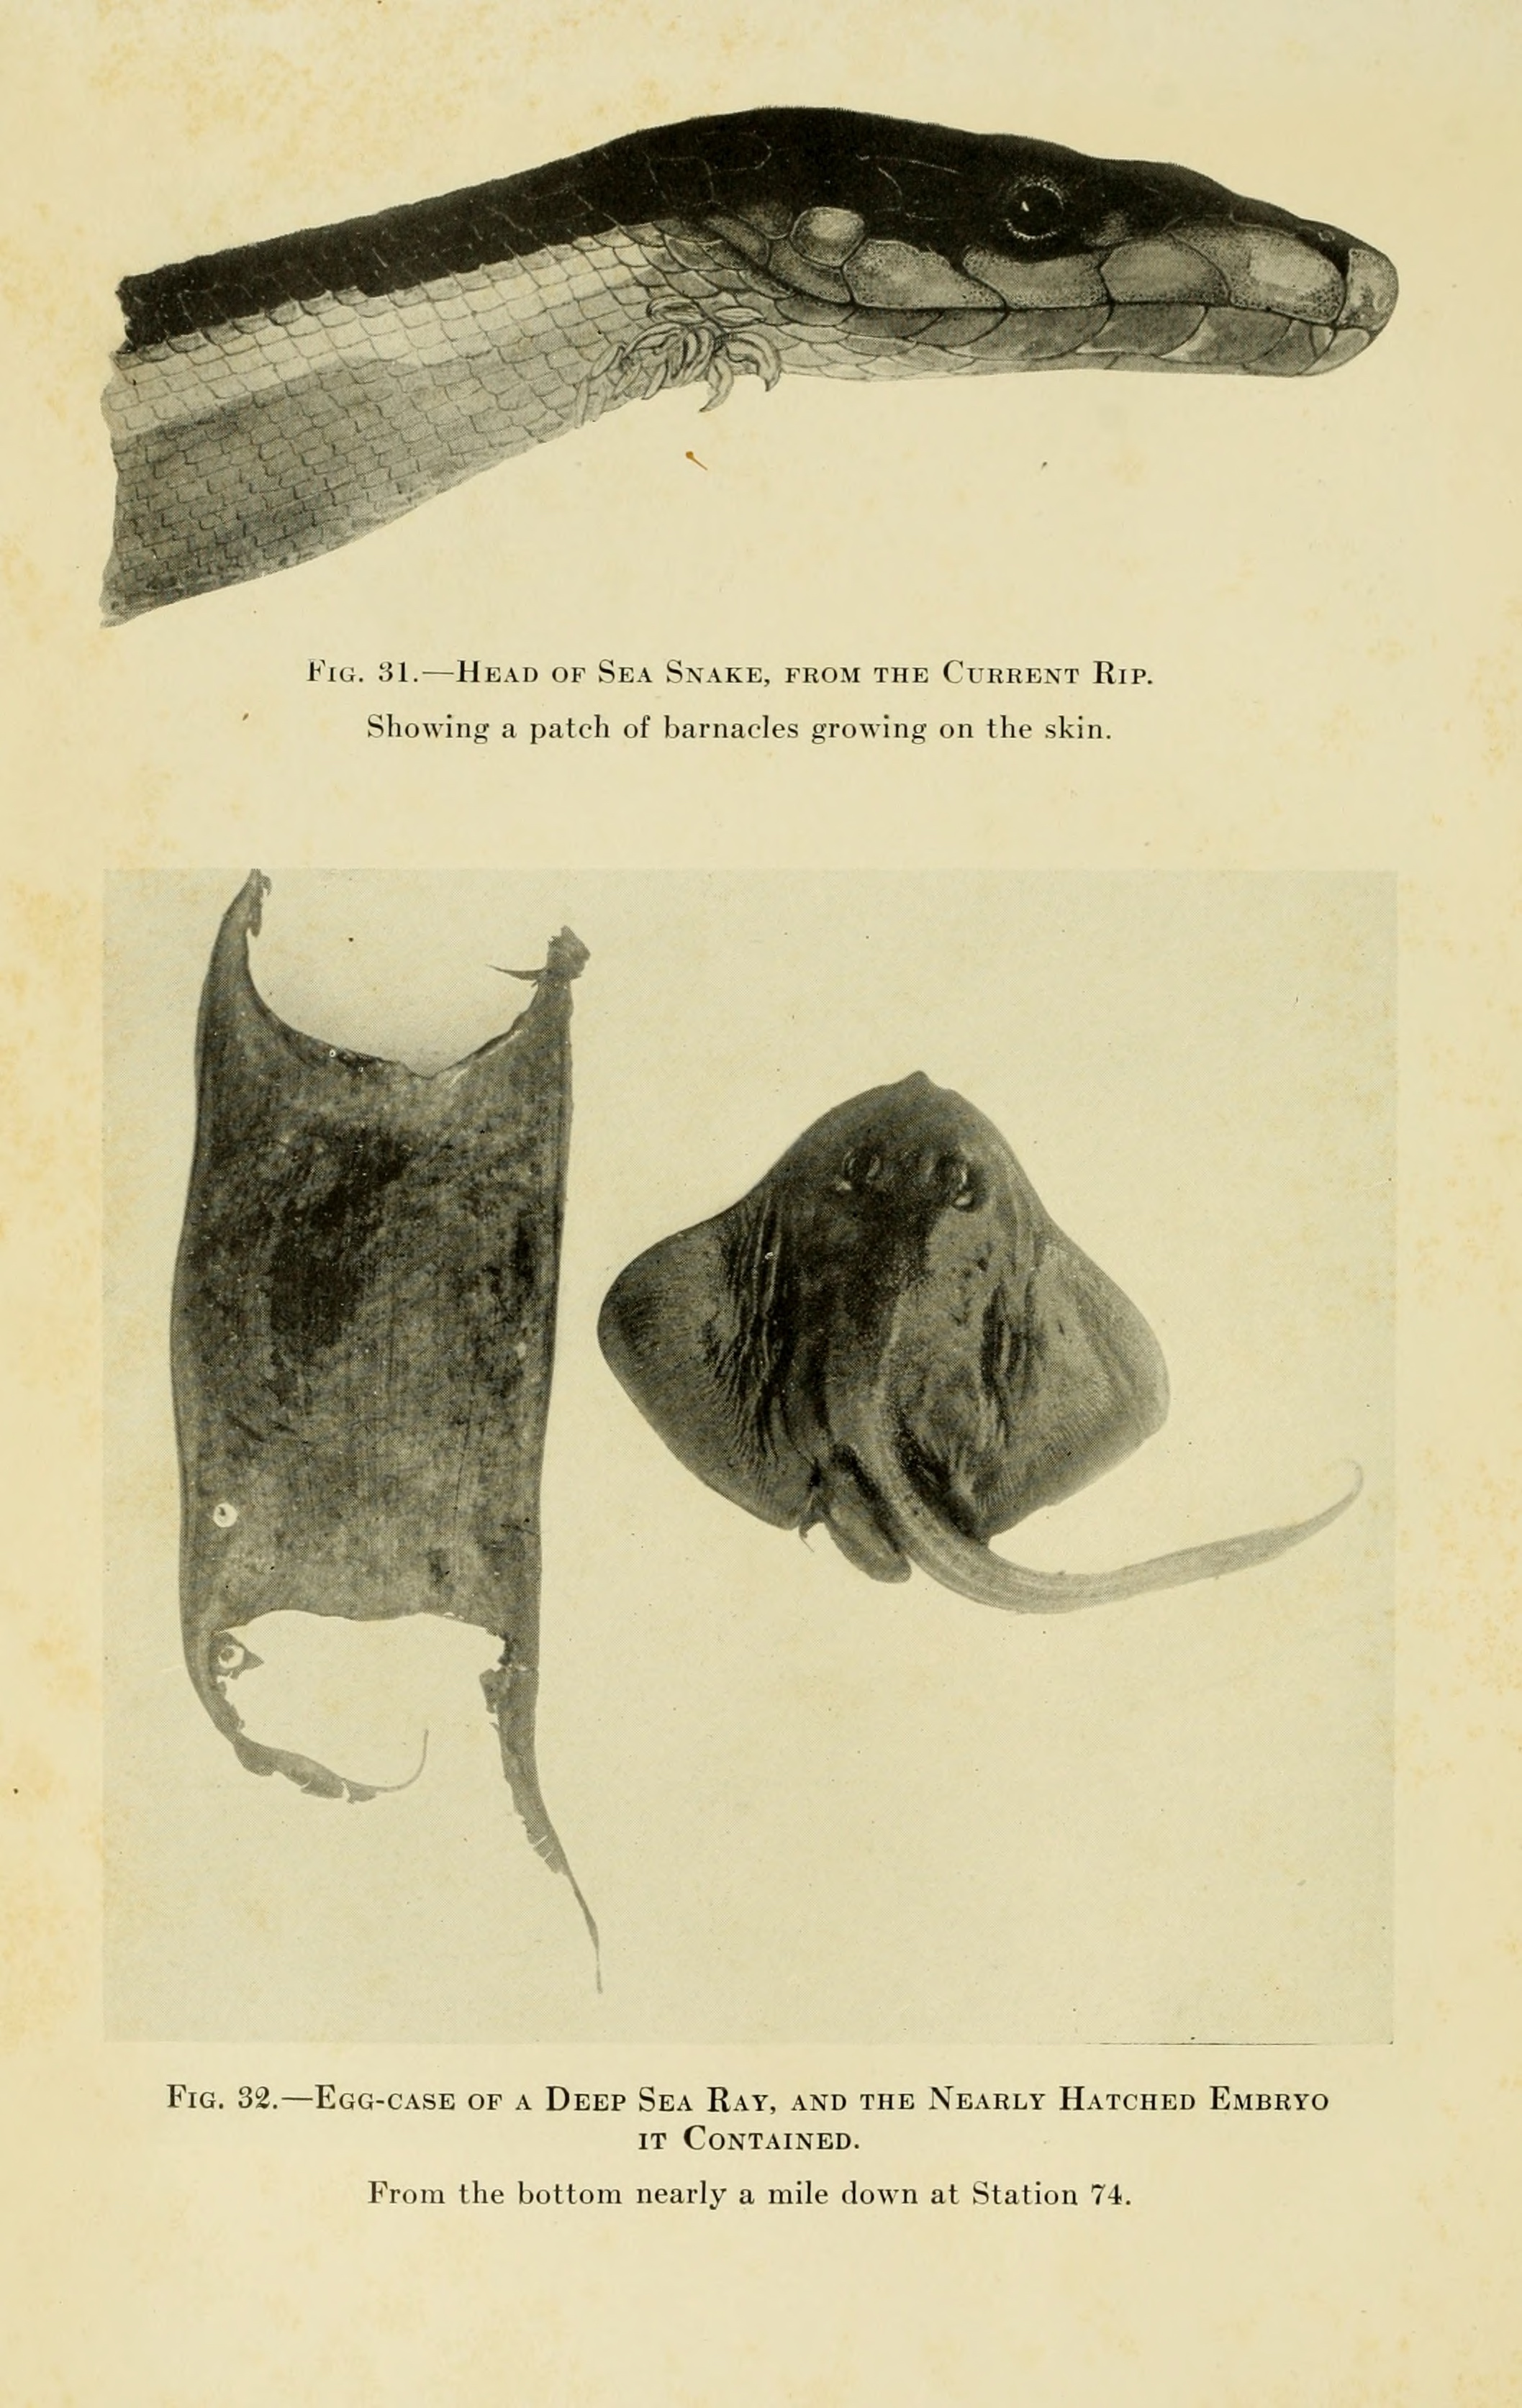 Fig. 31.—Head of Sea Snake, from the Current Rip.
Showing a patch of barnacles growing on the skin.
Fig. 32.—Egg-case of a Deep Sea Ray, and the Nearly Hatched Embryo
it Contained.
From the bottom nearly a mile down at Station 74.